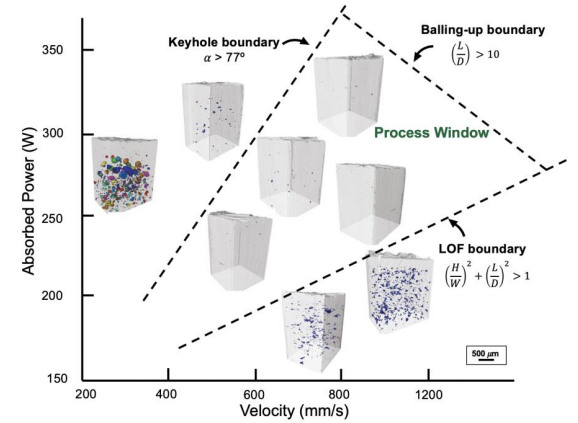 350
300
250
200
150
Absorbed Power (W)
200
400
600
800
1200
Velocity (mm/s)
Keyhole boundary
α > 77º
Balling-up boundary
(L/D) > 10
Process Window
LOF boundary
(H/W)² + (L/D)² > 1
500 µm